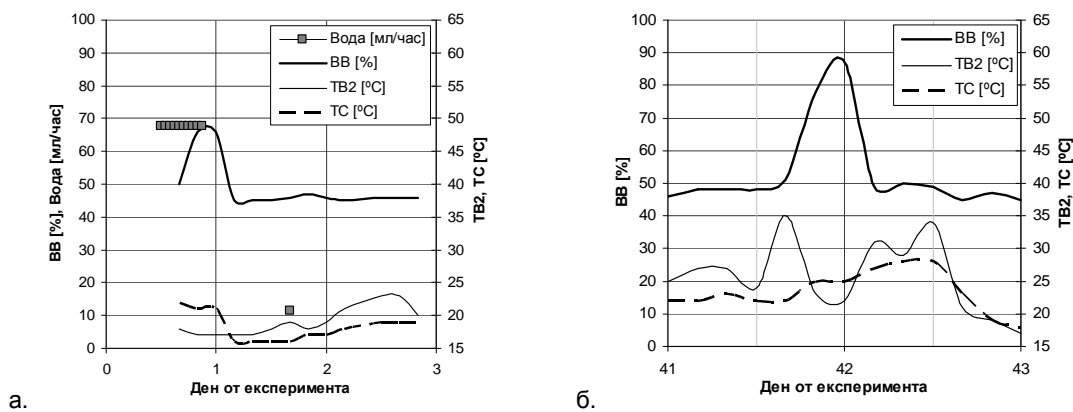 100
90
80
70
60
50
40
30
20
10
0
ВВ [%], Вода [мл/час]
65
60
55
50
45
40
35
30
25
20
15
ТВ2, ТС [ºC]
Вода [мл/час]
ВВ [%]
ТВ2 [ºC]
ТС [ºC]
0 1 2 3
Ден от експеримента
а.
100
90
80
70
60
50
40
30
20
10
0
ВВ [%]
65
60
55
50
45
40
35
30
25
20
15
ТВ2, ТС [ºC]
ВВ [%]
ТВ2 [ºC]
ТС [ºC]
41 42 43
Ден от експеримента
б.